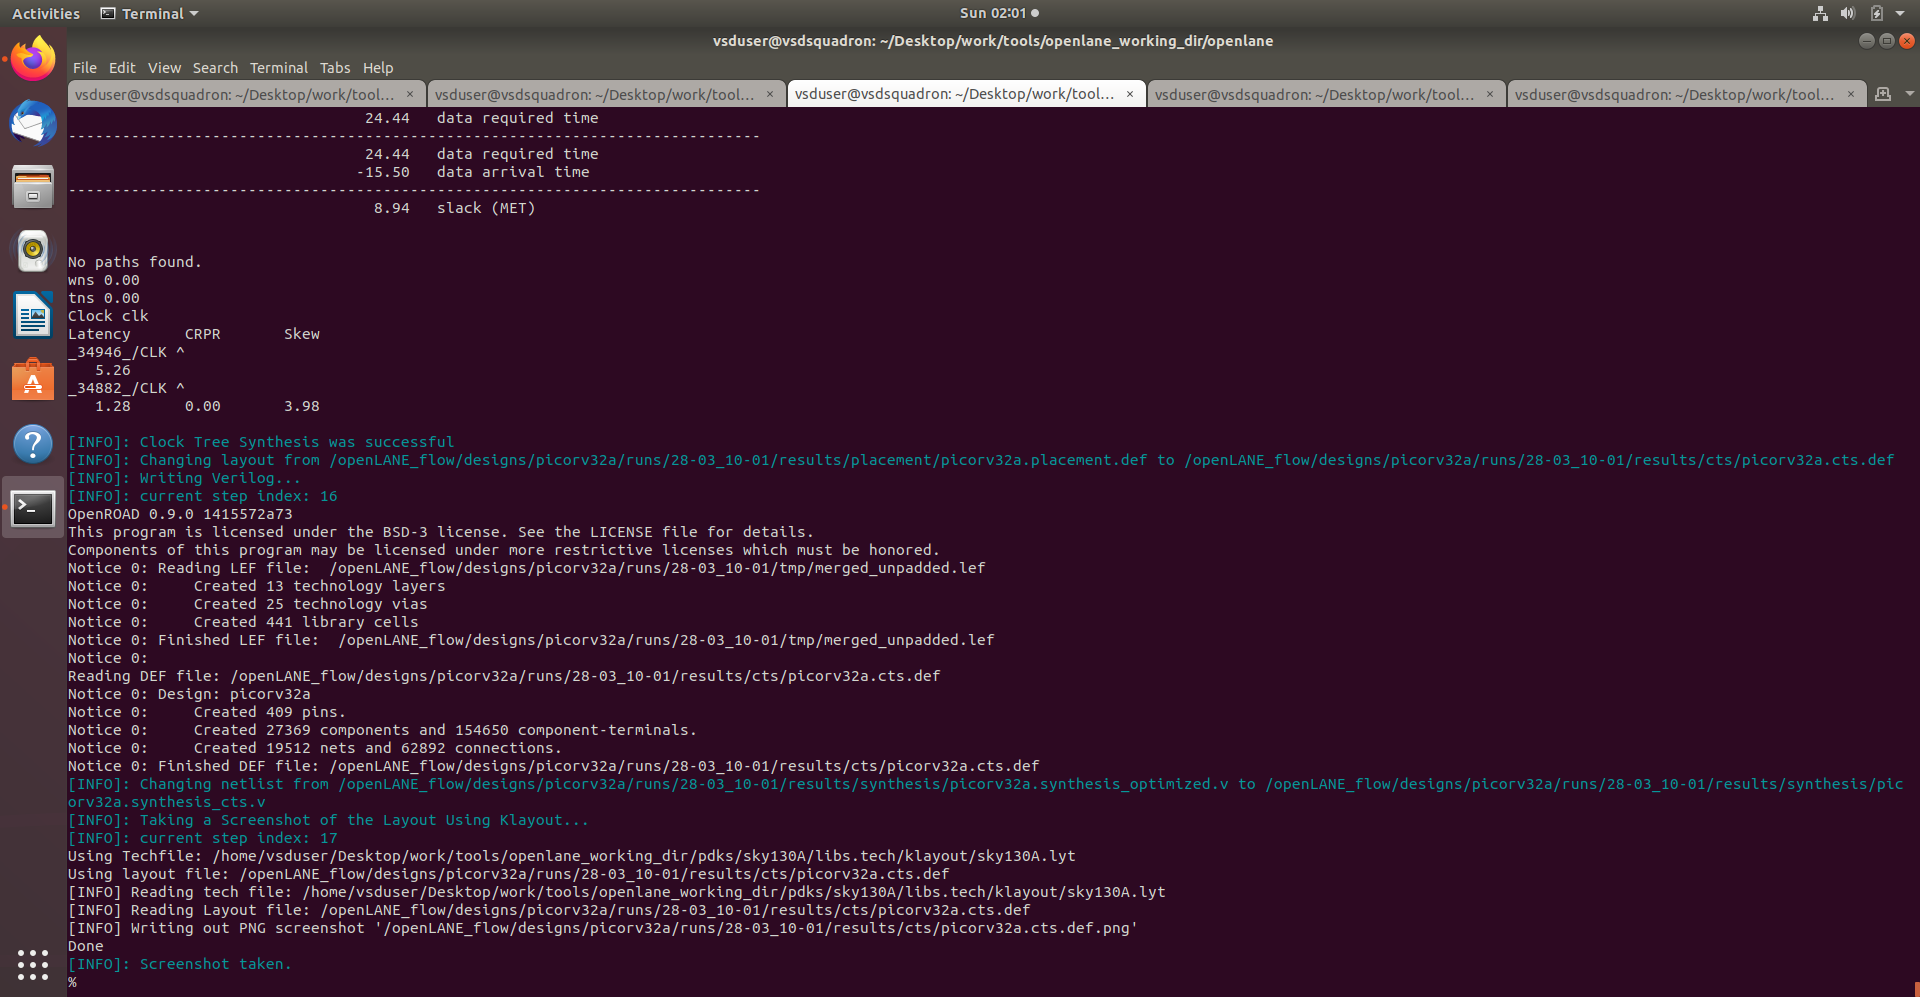 Activities Terminal Sun 02:01
vsduser@vsdsquadron: ~/Desktop/work/tools/openlane_working_dir/openlane
File Edit View Search Terminal Tabs Help
vsduser@vsdsquadron: ~/Desktop/work/tool... × vsduser@vsdsquadron: ~/Desktop/work/tool... × vsduser@vsdsquadron: ~/Desktop/work/tool... × vsduser@vsdsquadron: ~/Desktop/work/tool... × vsduser@vsdsquadron: ~/Desktop/work/tool... ×
24.44 data required time
-----------------------------------------------------------------------------
24.44 data required time
-15.50 data arrival time
-----------------------------------------------------------------------------
8.94 slack (MET)
No paths found.
wns 0.00
tns 0.00
Clock clk
Latency CRPR Skew
_34946_/CLK ^
5.26
_34882_/CLK ^
1.28 0.00 3.98
[INFO]: Clock Tree Synthesis was successful
[INFO]: Changing layout from /openLANE_flow/designs/picorv32a/runs/28-03_10-01/results/placement/picorv32a.placement.def to /openLANE_flow/designs/picorv32a/runs/28-03_10-01/results/cts/picorv32a.cts.def
[INFO]: Writing Verilog...
[INFO]: current step index: 16
OpenROAD 0.9.0 1415572a73
This program is licensed under the BSD-3 license. See the LICENSE file for details.
Components of this program may be licensed under more restrictive licenses which must be honored.
Notice 0: Reading LEF file:  /openLANE_flow/designs/picorv32a/runs/28-03_10-01/tmp/merged_unpadded.lef
Notice 0:     Created 13 technology layers
Notice 0:     Created 25 technology vias
Notice 0:     Created 441 library cells
Notice 0: Finished LEF file:  /openLANE_flow/designs/picorv32a/runs/28-03_10-01/tmp/merged_unpadded.lef
Notice 0:
Reading DEF file: /openLANE_flow/designs/picorv32a/runs/28-03_10-01/results/cts/picorv32a.cts.def
Notice 0: Design: picorv32a
Notice 0:     Created 409 pins.
Notice 0:     Created 27369 components and 154650 component-terminals.
Notice 0:     Created 19512 nets and 62892 connections.
Notice 0: Finished DEF file: /openLANE_flow/designs/picorv32a/runs/28-03_10-01/results/cts/picorv32a.cts.def
[INFO]: Changing netlist from /openLANE_flow/designs/picorv32a/runs/28-03_10-01/results/synthesis/picorv32a.synthesis_optimized.v to /openLANE_flow/designs/picorv32a/runs/28-03_10-01/results/synthesis/pic
orv32a.synthesis_cts.v
[INFO]: Taking a Screenshot of the Layout Using Klayout...
[INFO]: current step index: 17
Using Techfile: /home/vsduser/Desktop/work/tools/openlane_working_dir/pdks/sky130A/libs.tech/klayout/sky130A.lyt
Using layout file: /openLANE_flow/designs/picorv32a/runs/28-03_10-01/results/cts/picorv32a.cts.def
[INFO] Reading tech file: /home/vsduser/Desktop/work/tools/openlane_working_dir/pdks/sky130A/libs.tech/klayout/sky130A.lyt
[INFO] Reading Layout file: /openLANE_flow/designs/picorv32a/runs/28-03_10-01/results/cts/picorv32a.cts.def
[INFO] Writing out PNG screenshot '/openLANE_flow/designs/picorv32a/runs/28-03_10-01/results/cts/picorv32a.cts.def.png'
Done
[INFO]: Screenshot taken.
%